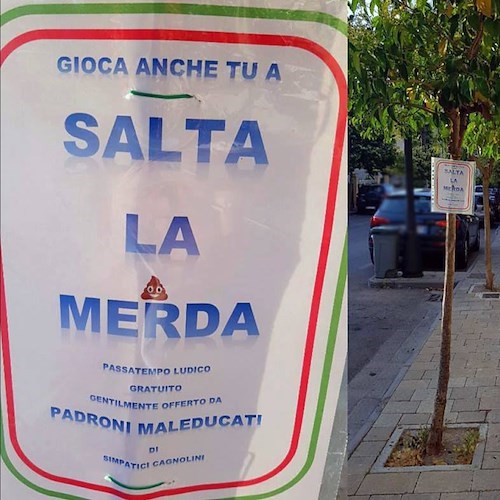 GIOCA ANCHE TU A
SALTA
LA
MERDA
PASSATEMPO LUDICO
GRATUITO
GENTILMENTE OFFERTO DA
PADRONI MALEDUCATI
DI
SIMPATICI CAGNOLINI
SALTA
LA
MERDA